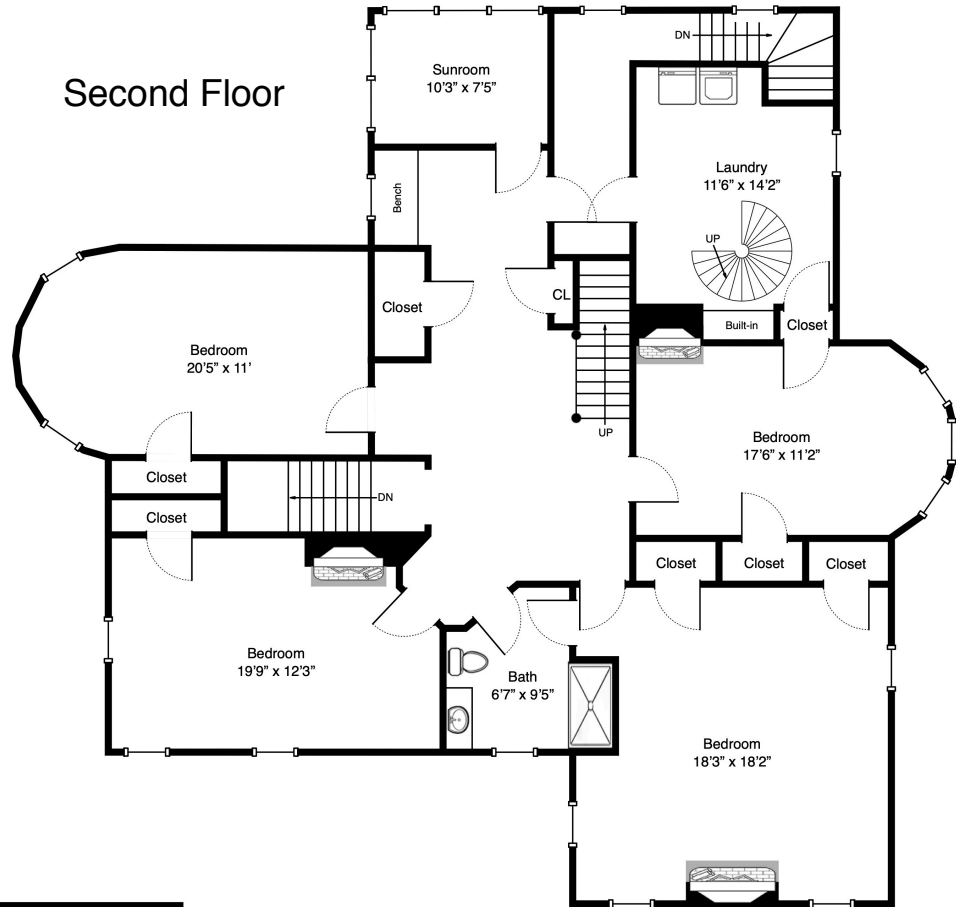 Second Floor
Sunroom
10'3” x 7'5”
DN
Laundry
11'6” x 14'2”
Bench
UP
Closet
CL
Built-in
Closet
Bedroom
20'5” x 11'
UP
Bedroom
17'6” x 11'2”
Closet
DN
Closet
Closet
Closet
Closet
Bedroom
19'9” x 12'3”
Bath
6'7” x 9'5”
Bedroom
18'3” x 18'2”